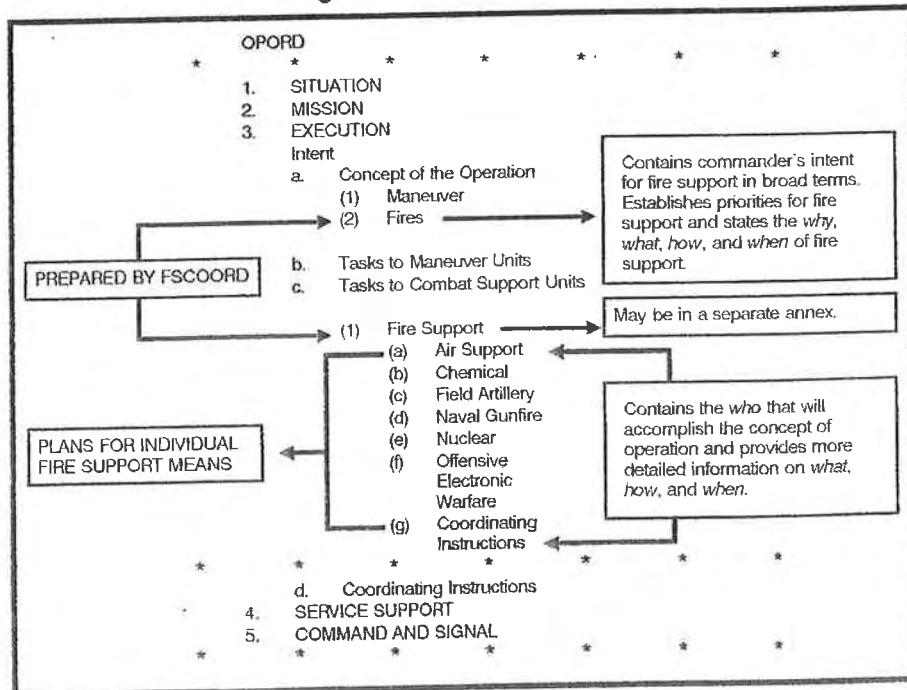 OPORD
* * * * * * *
1. SITUATION
2. MISSION
3. EXECUTION
Intent
a. Concept of the Operation
(1) Maneuver
(2) Fires
Contains commander's intent
for fire support in broad terms.
Establishes priorities for fire
support and states the why,
what, how, and when of fire
support.
PREPARED BY FSCOORD
b. Tasks to Maneuver Units
c. Tasks to Combat Support Units
(1) Fire Support
May be in a separate annex.
(a) Air Support
(b) Chemical
(c) Field Artillery
(d) Naval Gunfire
(e) Nuclear
(f) Offensive
Electronic
Warfare
(g) Coordinating
Instructions
PLANS FOR INDIVIDUAL
FIRE SUPPORT MEANS
Contains the who that will
accomplish the concept of
operation and provides more
detailed information on what,
how, and when.
* * * * * * *
d. Coordinating Instructions
4. SERVICE SUPPORT
5. COMMAND AND SIGNAL
* * * * * * *